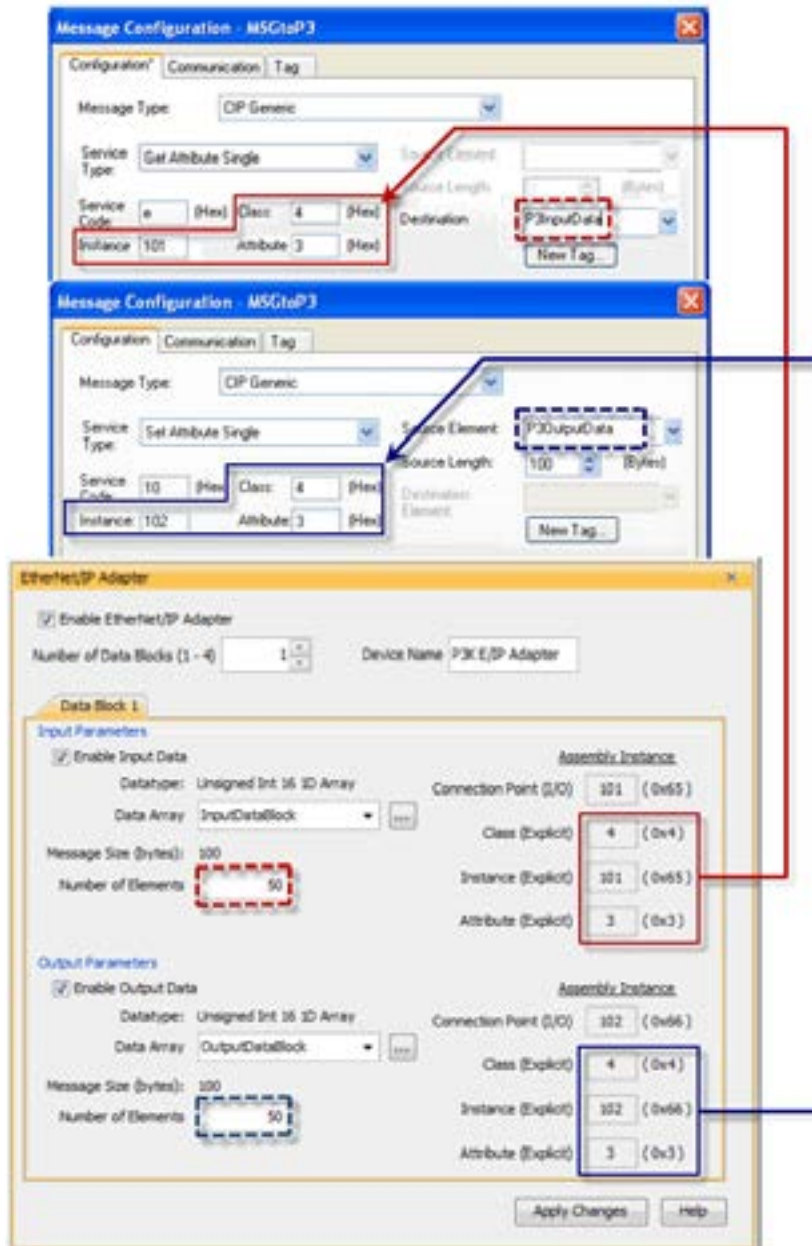 Message Configuration - MSGtoP3
Configuration* Communication Tag
Message Type: CIP Generic
Service Type: Get Attribute Single
Source Element:
Source Length: (Bytes)
Service Code: e (Hex) Class: 4 (Hex)
Destination P3InputData
Instance 101 Attribute 3 (Hex)
New Tag...
Message Configuration - MSGtoP3
Configuration Communication Tag
Message Type: CIP Generic
Service Type: Set Attribute Single
Source Element P3OutputData
Source Length: 100 (Bytes)
Service Code: 10 (Hex) Class: 4 (Hex)
Destination Element:
Instance: 102 Attribute: 3 (Hex)
New Tag...
EtherNet/IP Adapter
Enable EtherNet/IP Adapter
Number of Data Blocks (1 - 4) 1 Device Name P3K E/IP Adapter
Data Block 1
Input Parameters
Enable Input Data
Assembly Instance
Datatype: Unsigned Int 16 1D Array
Connection Point (I/O) 101 (0x65)
Data Array InputDataBlock ...
Class (Explicit) 4 (0x4)
Message Size (bytes): 100
Number of Elements 50
Instance (Explicit) 101 (0x65)
Attribute (Explicit) 3 (0x3)
Output Parameters
Enable Output Data
Assembly Instance
Datatype: Unsigned Int 16 1D Array
Connection Point (I/O) 102 (0x66)
Data Array OutputDataBlock ...
Class (Explicit) 4 (0x4)
Message Size (bytes): 100
Number of Elements 50
Instance (Explicit) 102 (0x66)
Attribute (Explicit) 3 (0x3)
Apply Changes Help